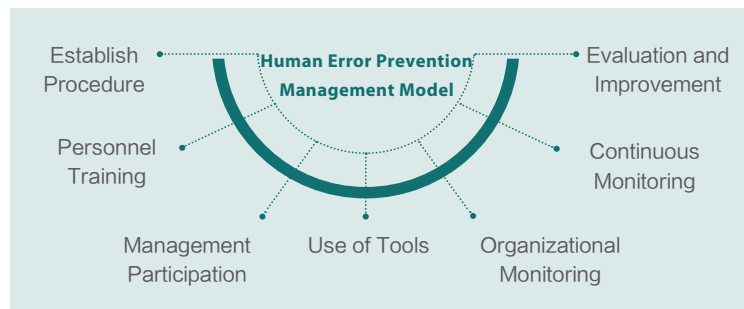 Human Error Prevention
Management Model
Establish
Procedure
Personnel
Training
Management
Participation
Use of Tools
Organizational
Monitoring
Continuous
Monitoring
Evaluation and
Improvement